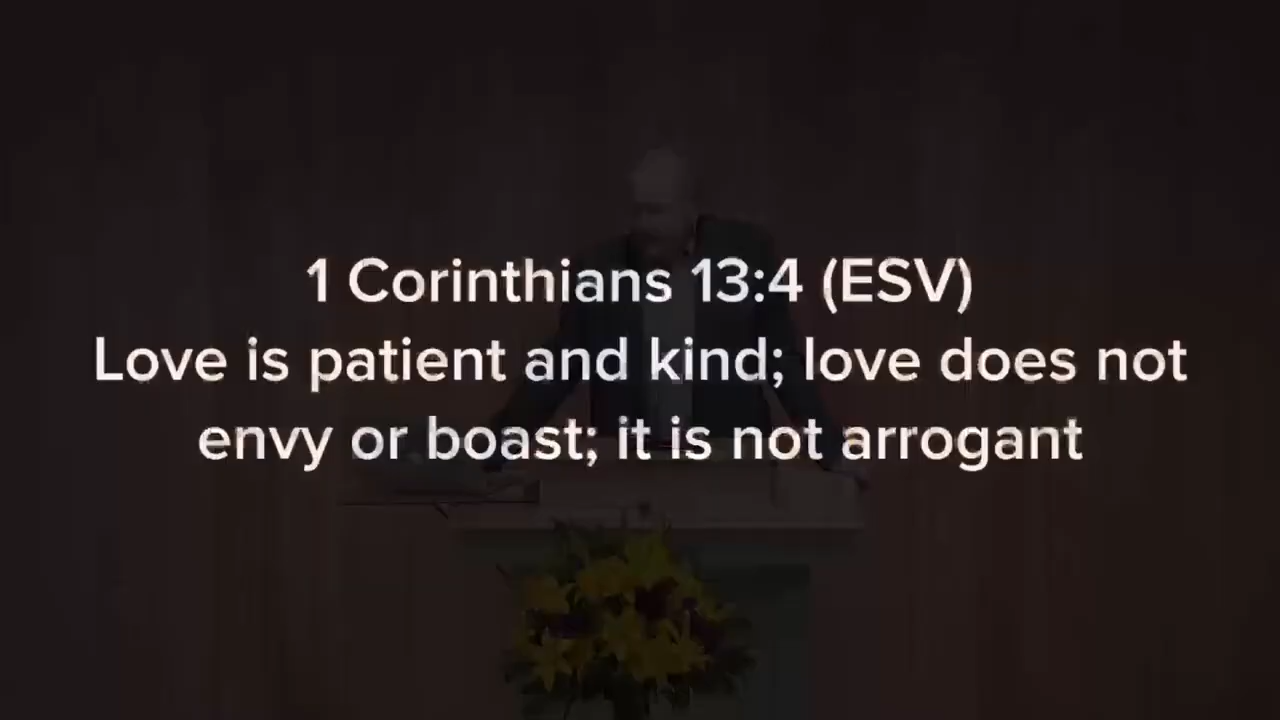 1 Corinthians 13:4 (ESV)
Love is patient and kind; love does not
envy or boast; it is not arrogant